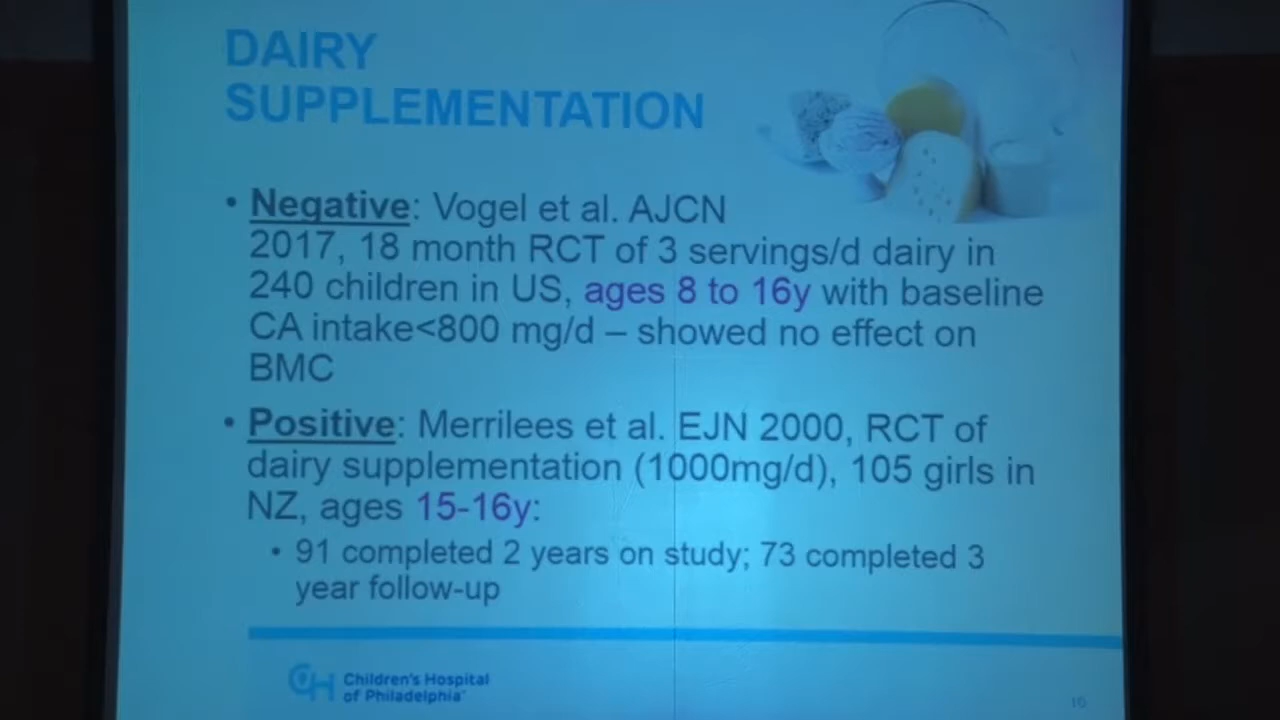 DAIRY
SUPPLEMENTATION
• Negative: Vogel et al. AJCN
2017, 18 month RCT of 3 servings/d dairy in
240 children in US, ages 8 to 16y with baseline
CA intake<800 mg/d – showed no effect on
BMC
• Positive: Merrilees et al. EJN 2000, RCT of
dairy supplementation (1000mg/d), 105 girls in
NZ, ages 15-16y:
• 91 completed 2 years on study; 73 completed 3
year follow-up
CH Children's Hospital
of Philadelphia